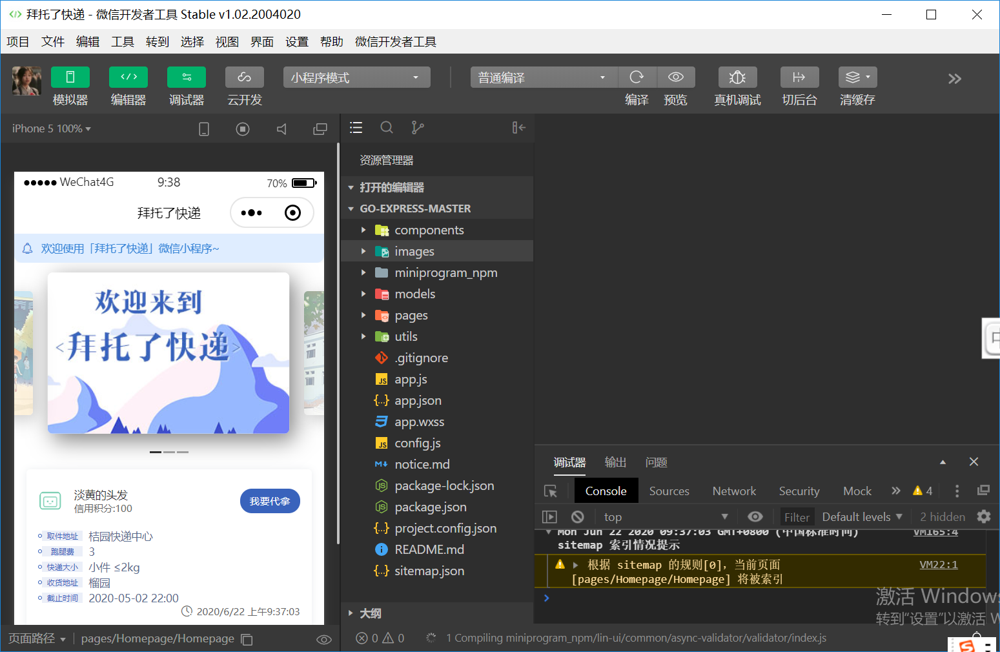 拜托了快递 - 微信开发者工具 Stable v1.02.2004020
项目 文件 编辑 工具 转到 选择 视图 界面 设置 帮助 微信开发者工具
小程序模式
普通编译
模拟器 编辑器 调试器 云开发 编译 预览 真机调试 切后台 清缓存
iPhone 5 100%
WeChat4G 9:38 70%
拜托了快递
欢迎使用「拜托了快递」微信小程序~
欢迎来到
<拜托了快递>
淡黄的头发
信用积分:100
我要代拿
取件地址 桔园快递中心
跑腿费 3
快递大小 小件 ≤2kg
收货地址 榴园
截止时间 2020-05-02 22:00
2020/6/22 上午9:37:03
页面路径 pages/Homepage/Homepage
资源管理器
打开的编辑器
GO-EXPRESS-MASTER
components
images
miniprogram_npm
models
pages
utils
.gitignore
app.js
app.json
app.wxss
config.js
notice.md
package-lock.json
package.json
project.config.json
README.md
sitemap.json
大纲
0 0 1 Compiling miniprogram_npm/lin-ui/common/async-validator/validator/index.js
调试器 输出 问题
Console Sources Network Security Mock 4
top Filter Default levels 2 hidden
Mon Jun 22 2020 09:37:03 GMT+0800 (中国标准时间) VM165:4
sitemap 索引情况提示
根据 sitemap 的规则[0]，当前页面 VM22:1
[pages/Homepage/Homepage] 将被索引
激活 Windows
转到"设置"以激活 W